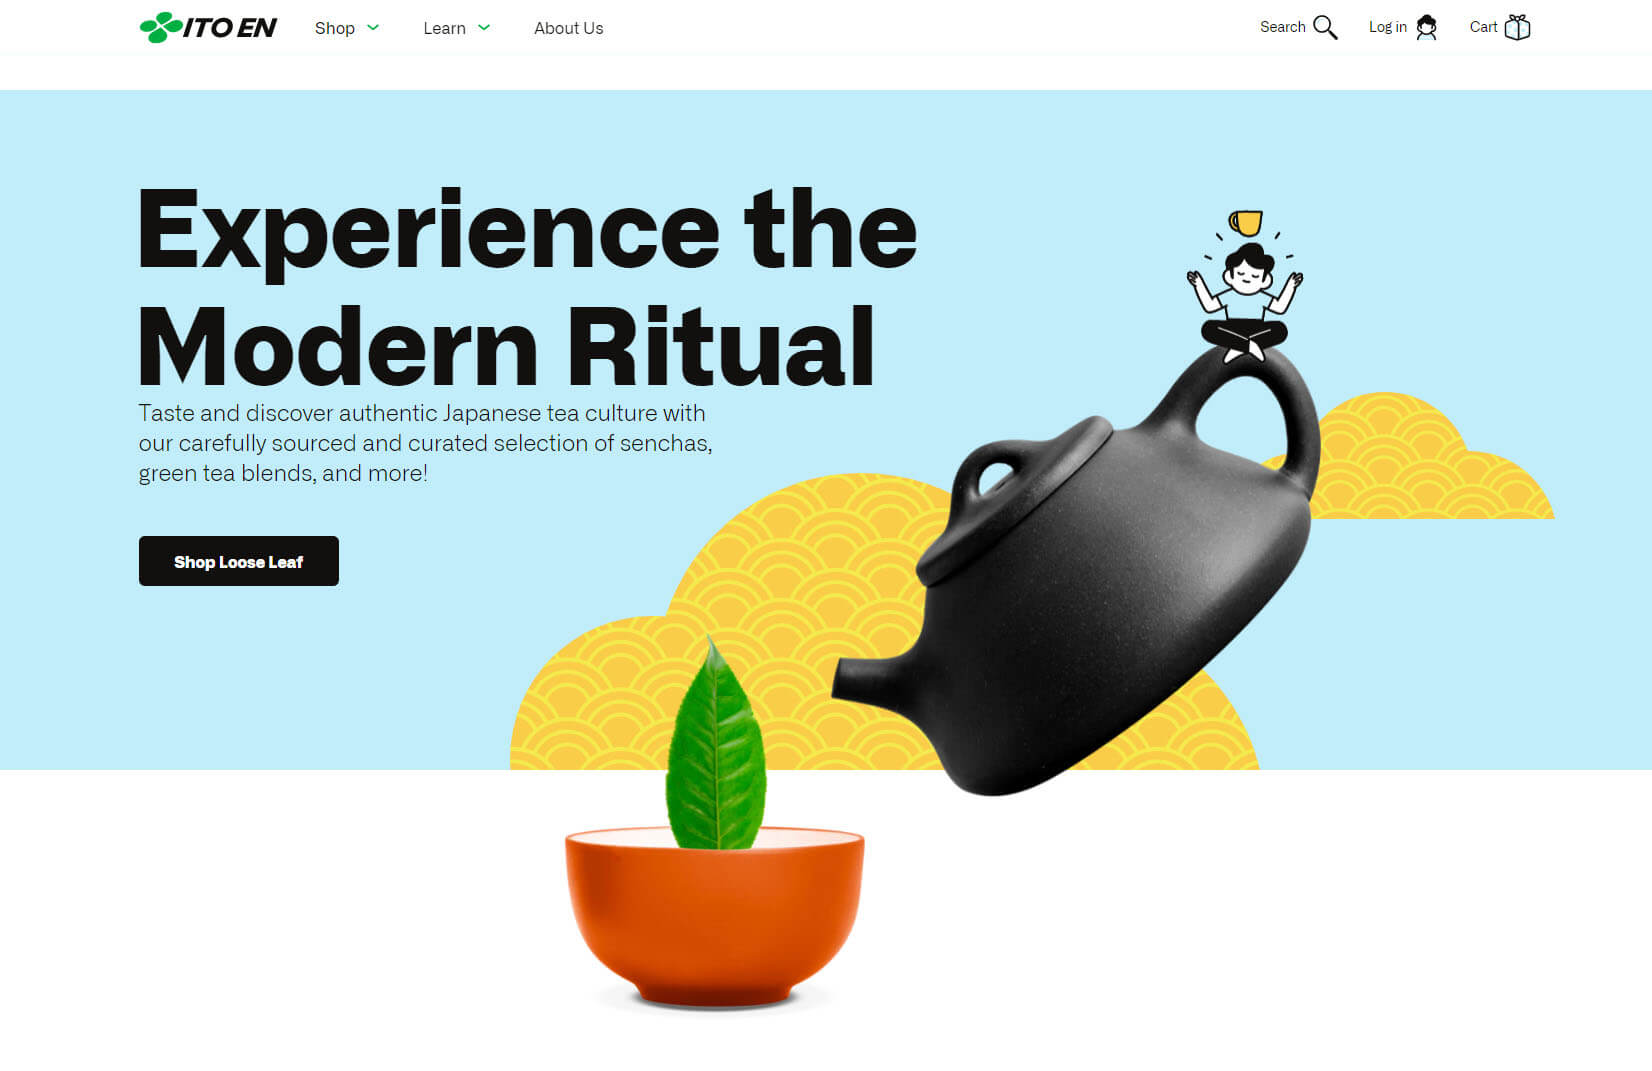 ITO EN
Shop
Learn
About Us
Search
Log in
Cart
Experience the
Modern Ritual
Taste and discover authentic Japanese tea culture with
our carefully sourced and curated selection of senchas,
green tea blends, and more!
Shop Loose Leaf